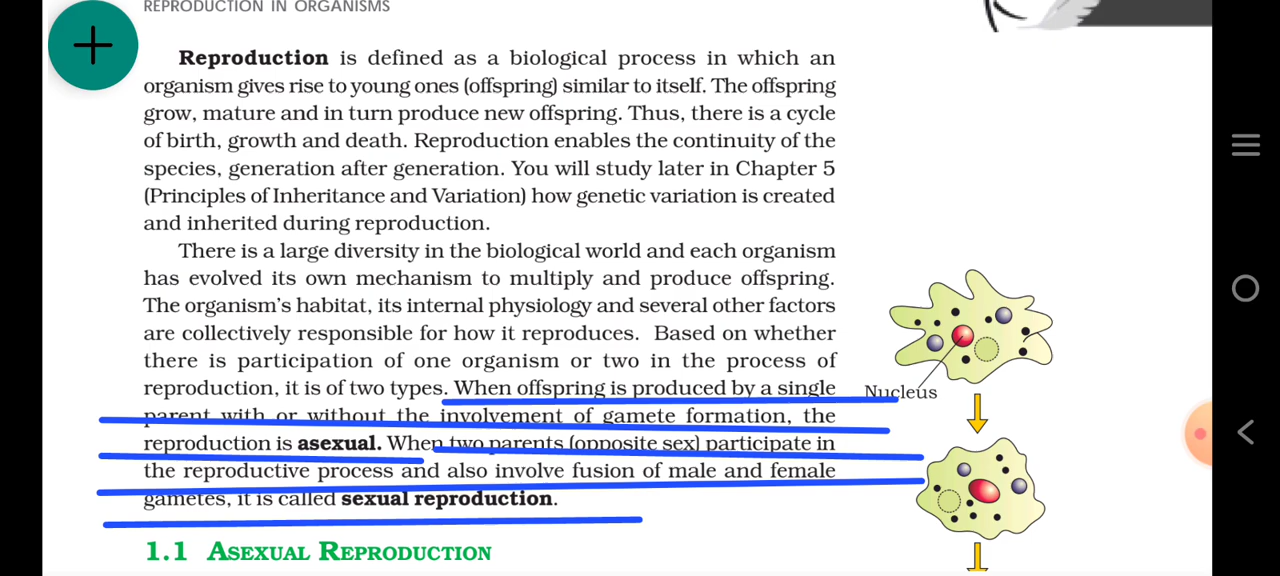 REPRODUCTION IN ORGANISMS
Reproduction is defined as a biological process in which an
organism gives rise to young ones (offspring) similar to itself. The offspring
grow, mature and in turn produce new offspring. Thus, there is a cycle
of birth, growth and death. Reproduction enables the continuity of the
species, generation after generation. You will study later in Chapter 5
(Principles of Inheritance and Variation) how genetic variation is created
and inherited during reproduction.
There is a large diversity in the biological world and each organism
has evolved its own mechanism to multiply and produce offspring.
The organism's habitat, its internal physiology and several other factors
are collectively responsible for how it reproduces. Based on whether
there is participation of one organism or two in the process of
reproduction, it is of two types. When offspring is produced by a single
parent with or without the involvement of gamete formation, the
reproduction is asexual. When two parents (opposite sex) participate in
the reproductive process and also involve fusion of male and female
gametes, it is called sexual reproduction.
Nucleus
1.1 ASEXUAL REPRODUCTION